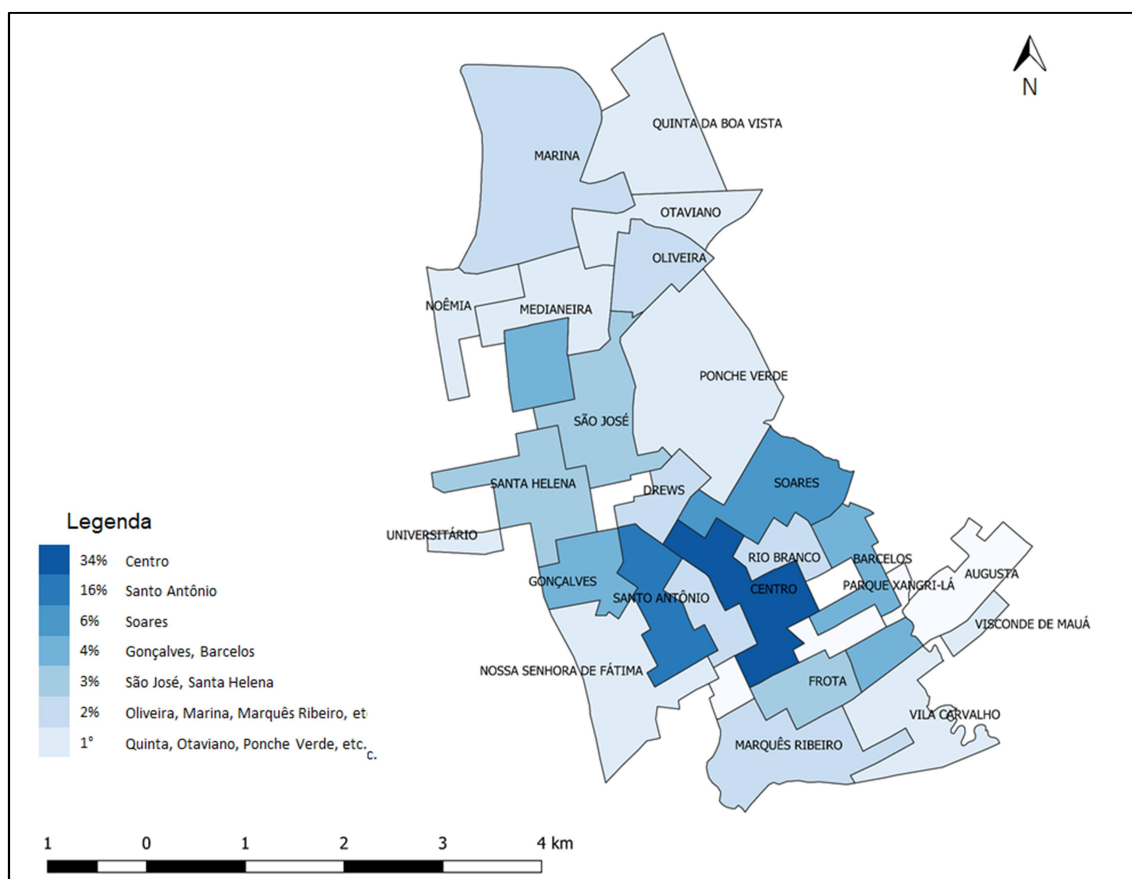 N
QUINTA DA BOA VISTA
MARINA
OTAVIANO
OLIVEIRA
NOÊMIA
MEDIANEIRA
PONCHE VERDE
SÃO JOSÉ
SANTA HELENA
DREWS
SOARES
UNIVERSITÁRIO
RIO BRANCO
BARCELOS
GONÇALVES
SANTO ANTÔNIO
CENTRO
PARQUE XANGRI-LÁ
AUGUSTA
VISCONDE DE MAUÁ
NOSSA SENHORA DE FÁTIMA
FROTA
VILA CARVALHO
MARQUÊS RIBEIRO
Legenda
34% Centro
16% Santo Antônio
6% Soares
4% Gonçalves, Barcelos
3% São José, Santa Helena
2% Oliveira, Marina, Marquês Ribeiro, et
1° Quinta, Otaviano, Ponche Verde, etc.
c.
1 0 1 2 3 4 km